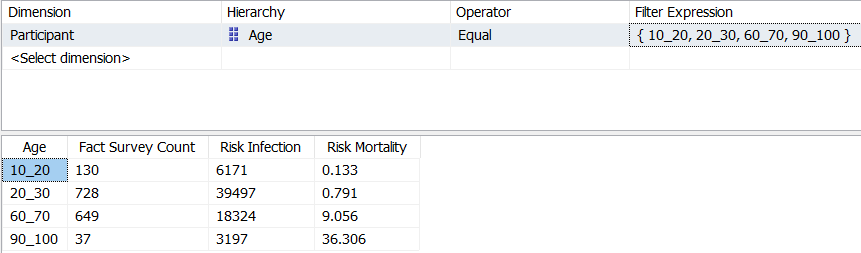 Dimension Hierarchy Operator Filter Expression
Participant Age Equal { 10_20, 20_30, 60_70, 90_100 }
<Select dimension>
Age Fact Survey Count Risk Infection Risk Mortality
10_20 130 6171 0.133
20_30 728 39497 0.791
60_70 649 18324 9.056
90_100 37 3197 36.306